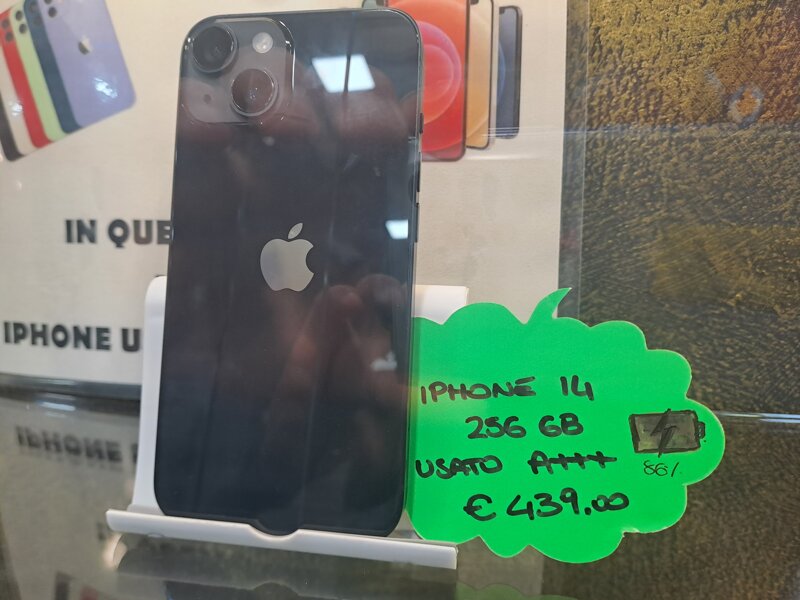 IN QUE
IPHONE U
IPHONE 14
256 GB
USATO A+++
€ 439.00
86%